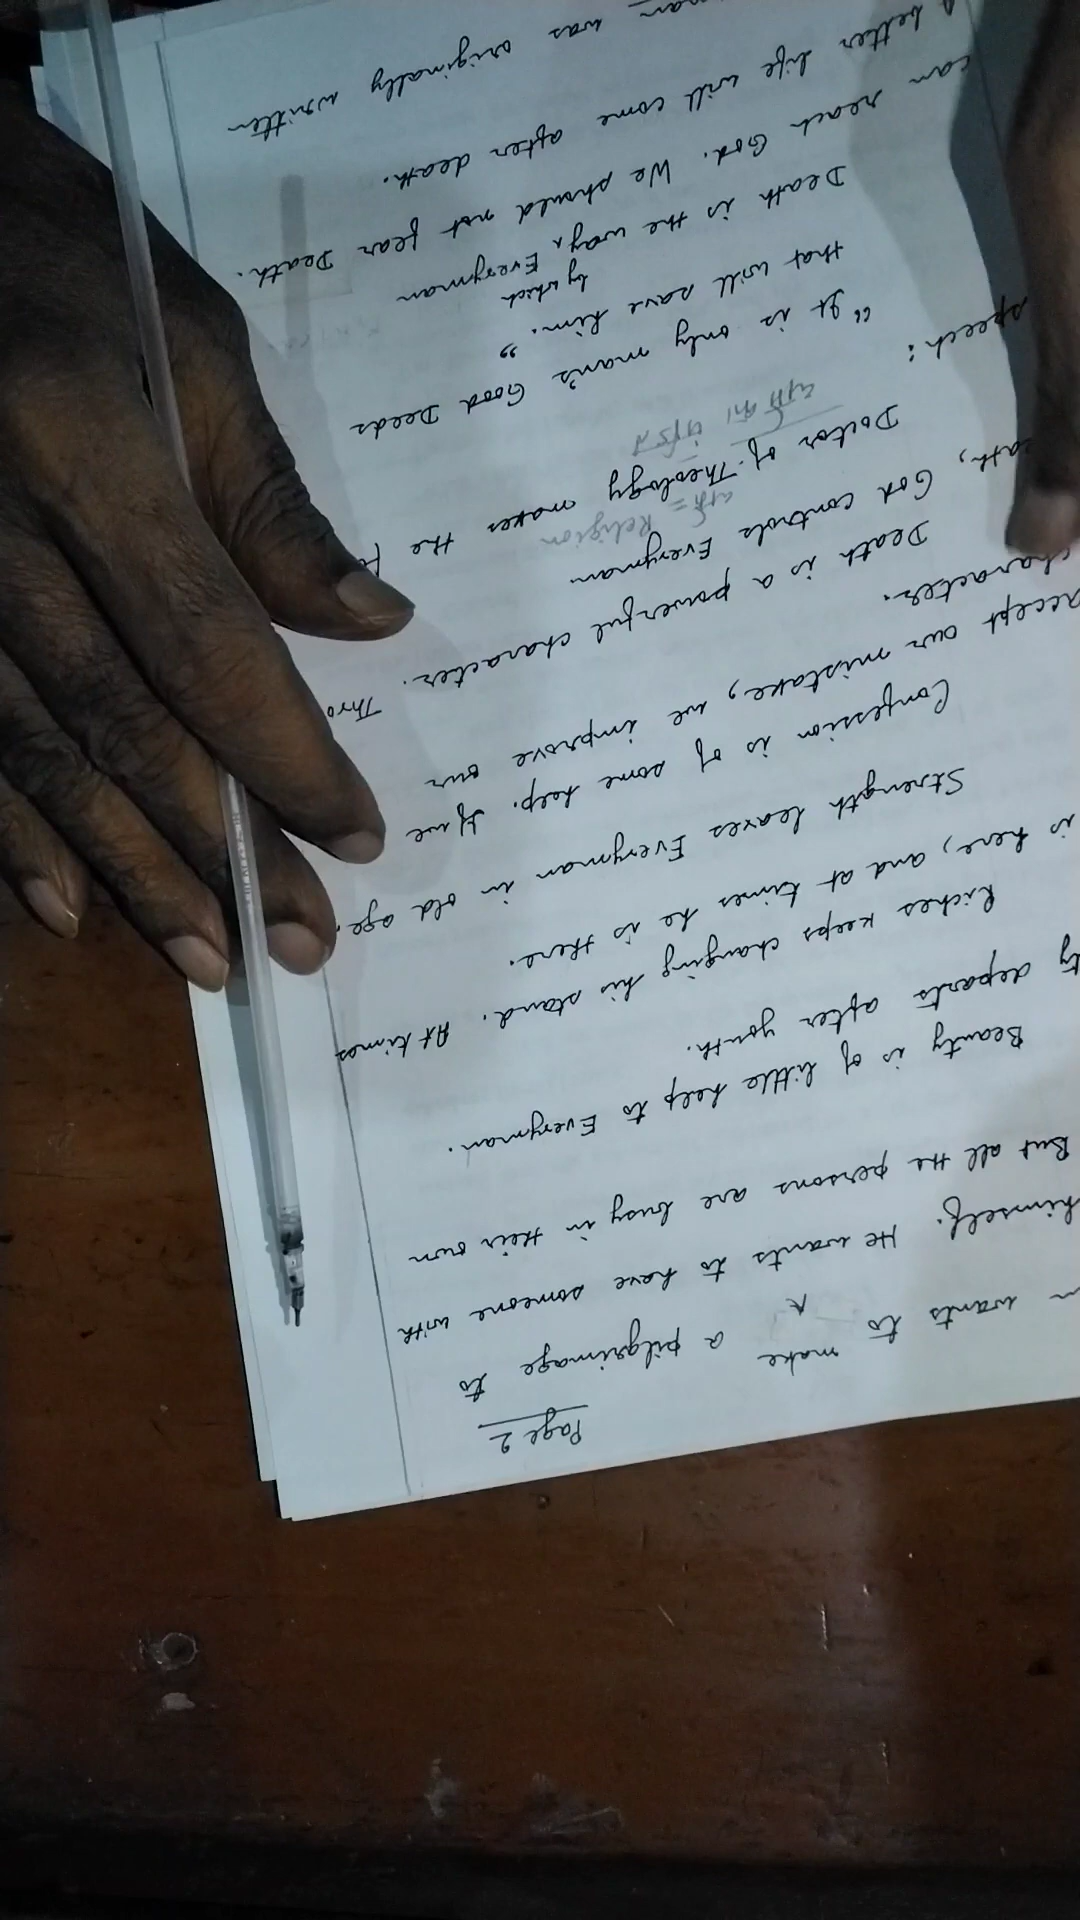 Page 2
wants to make a pilgrimage to
himself. He wants to have someone with
But all the persons are busy in their own
Beauty is of little help to Everyman.
departs after youth.
Riches keeps changing his stand. At times
is here, and at times he is there.
Strength leaves Everyman in old age.
Confession is of some help. If we
accept our mistake, we improve our
character.
Death is a powerful character. Thro
God controls Everyman.
= Religion
Doctor of Theology makes the
speech:
"It is only man's Good Deeds
that will save him."
Death is the way by which Everyman
can reach God. We should not fear Death.
A better life will come after death.
was originally written